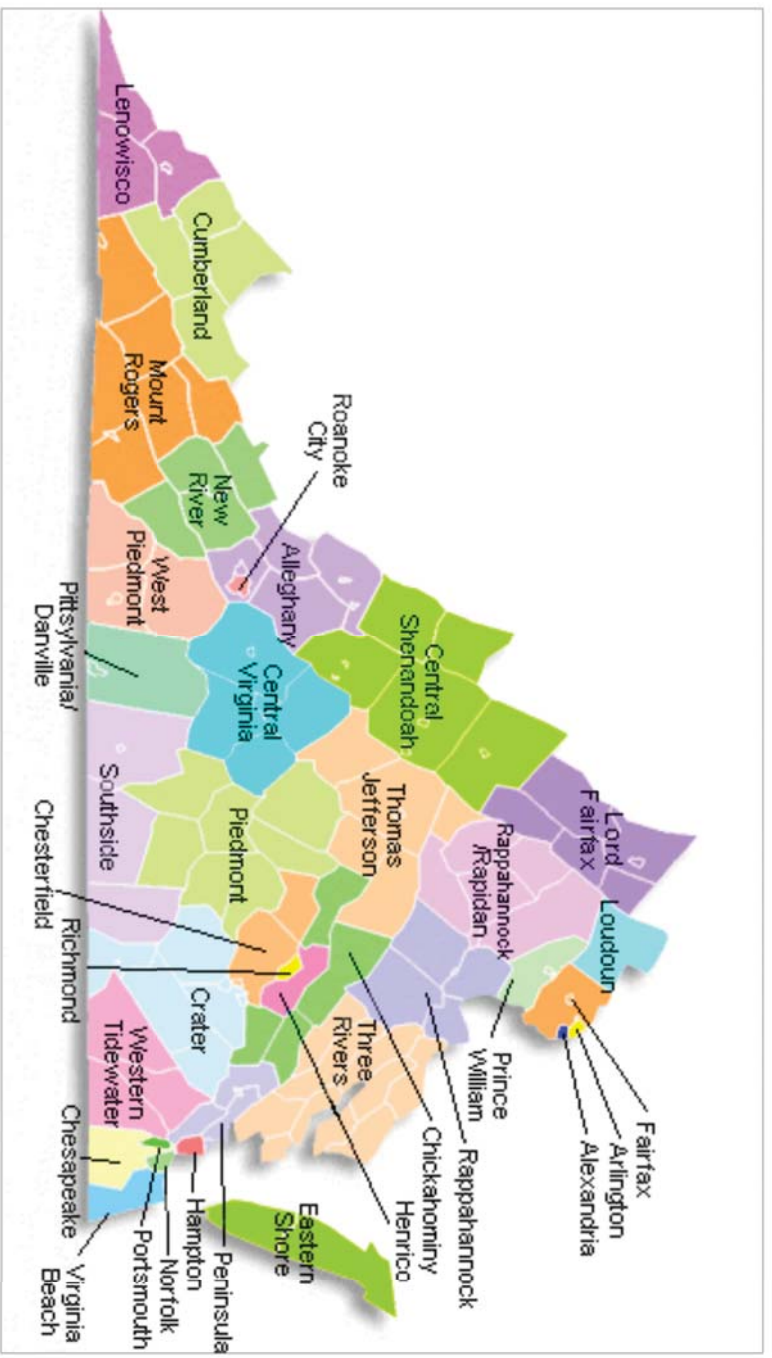 Lenowisco
Cumberland
Mount
Rogers
New
River
Roanoke
City
Alleghany
West
Piedmont
Pittsylvania/
Danville
Central
Shenandoah
Central
Virginia
Southside
Piedmont
Thomas
Jefferson
Lord
Fairfax
Rappahannock
/Rapidan
Loudoun
Chesterfield
Richmond
Crater
Western
Tidewater
Three
Rivers
Prince
William
Fairfax
Arlington
Alexandria
Rappahannock
Chickahominy
Henrico
Eastern
Shore
Peninsula
Hampton
Norfolk
Portsmouth
Chesapeake
Virginia
Beach